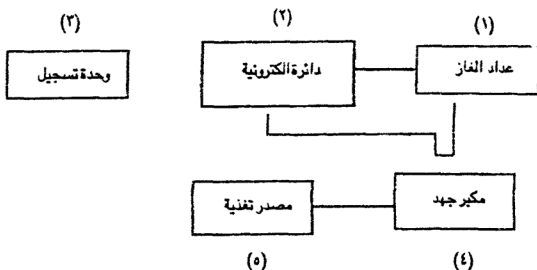 (١)
(٢)
(٣)
عداد الغاز
دائرة الكترونية
وحدة تسجيل
مكبر جهد
مصدر تغذية
(٤)
(٥)